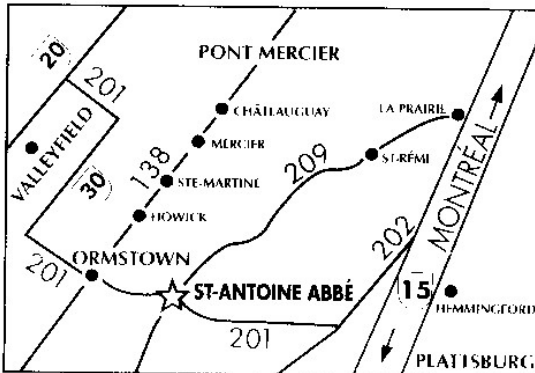 PONT MERCIER
20
201
CHÂTLAUGUAY
LA PRAIRIE
VALLEYFIELD
MERCIER
138
209
ST-RÉMI
MONTRÉAL
30
STE-MARTINE
HOWICK
202
ORMSTOWN
201
ST-ANTOINE ABBÉ
15
HEMMINGFORD
201
PLATTSBURG